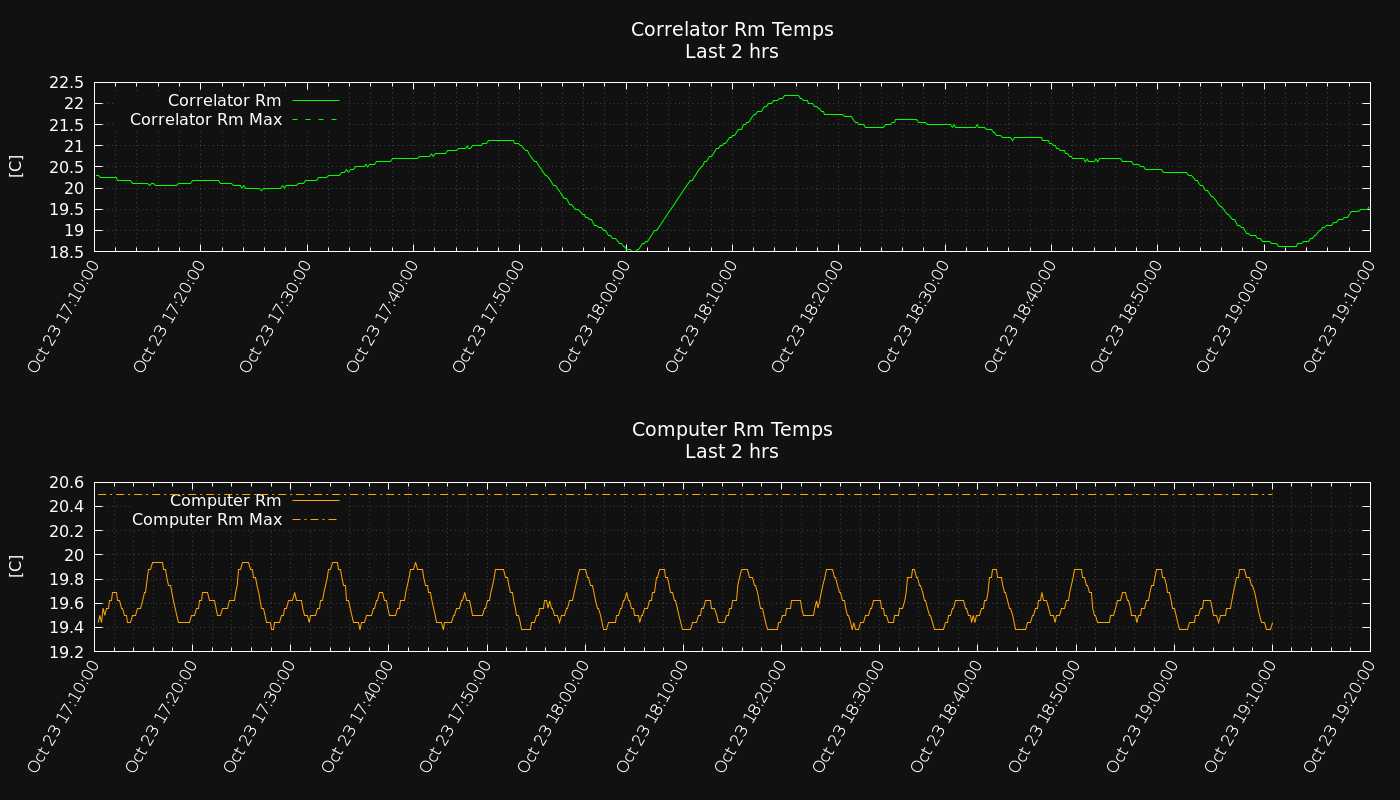 Correlator Rm Temps
Last 2 hrs
22.5
22
21.5
21
20.5
20
19.5
19
18.5
[C]
Correlator Rm
Correlator Rm Max
Oct 23 17:10:00
Oct 23 17:20:00
Oct 23 17:30:00
Oct 23 17:40:00
Oct 23 17:50:00
Oct 23 18:00:00
Oct 23 18:10:00
Oct 23 18:20:00
Oct 23 18:30:00
Oct 23 18:40:00
Oct 23 18:50:00
Oct 23 19:00:00
Oct 23 19:10:00
Computer Rm Temps
Last 2 hrs
20.6
20.4
20.2
20
19.8
19.6
19.4
19.2
[C]
Computer Rm
Computer Rm Max
Oct 23 17:10:00
Oct 23 17:20:00
Oct 23 17:30:00
Oct 23 17:40:00
Oct 23 17:50:00
Oct 23 18:00:00
Oct 23 18:10:00
Oct 23 18:20:00
Oct 23 18:30:00
Oct 23 18:40:00
Oct 23 18:50:00
Oct 23 19:00:00
Oct 23 19:10:00
Oct 23 19:20:00